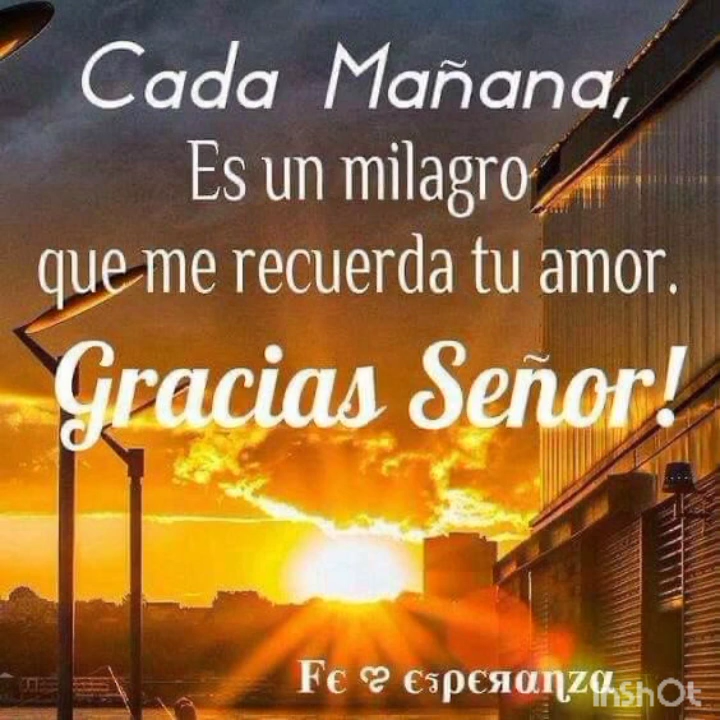 Cada Mañana,
Es un milagro
que me recuerda tu amor.
Gracias Señor!
Fe & esperanza
InShOt